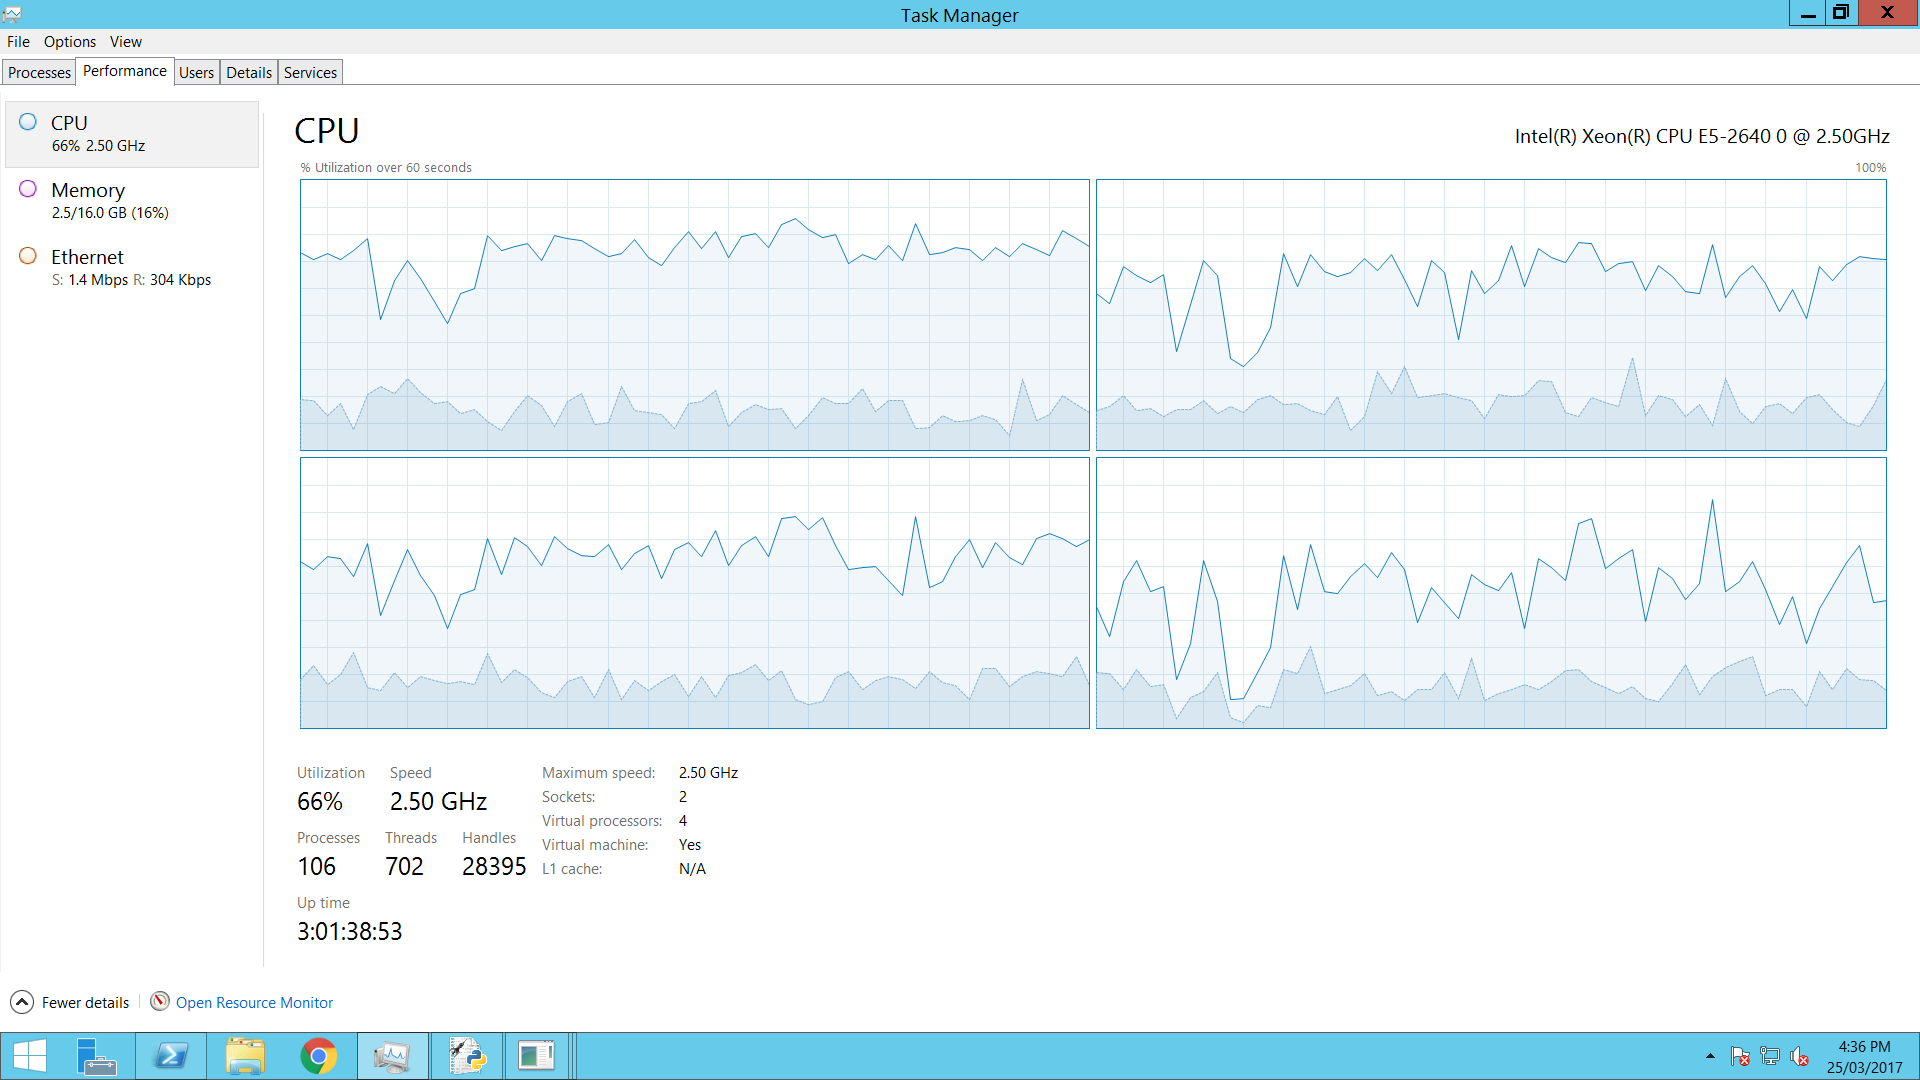 Task Manager
File Options View
Processes Performance Users Details Services
CPU
66% 2.50 GHz
Memory
2.5/16.0 GB (16%)
Ethernet
S: 1.4 Mbps R: 304 Kbps
CPU
Intel(R) Xeon(R) CPU E5-2640 0 @ 2.50GHz
% Utilization over 60 seconds
100%
Utilization Speed
66% 2.50 GHz
Processes Threads Handles
106 702 28395
Up time
3:01:38:53
Maximum speed: 2.50 GHz
Sockets: 2
Virtual processors: 4
Virtual machine: Yes
L1 cache: N/A
Fewer details
Open Resource Monitor
4:36 PM
25/03/2017